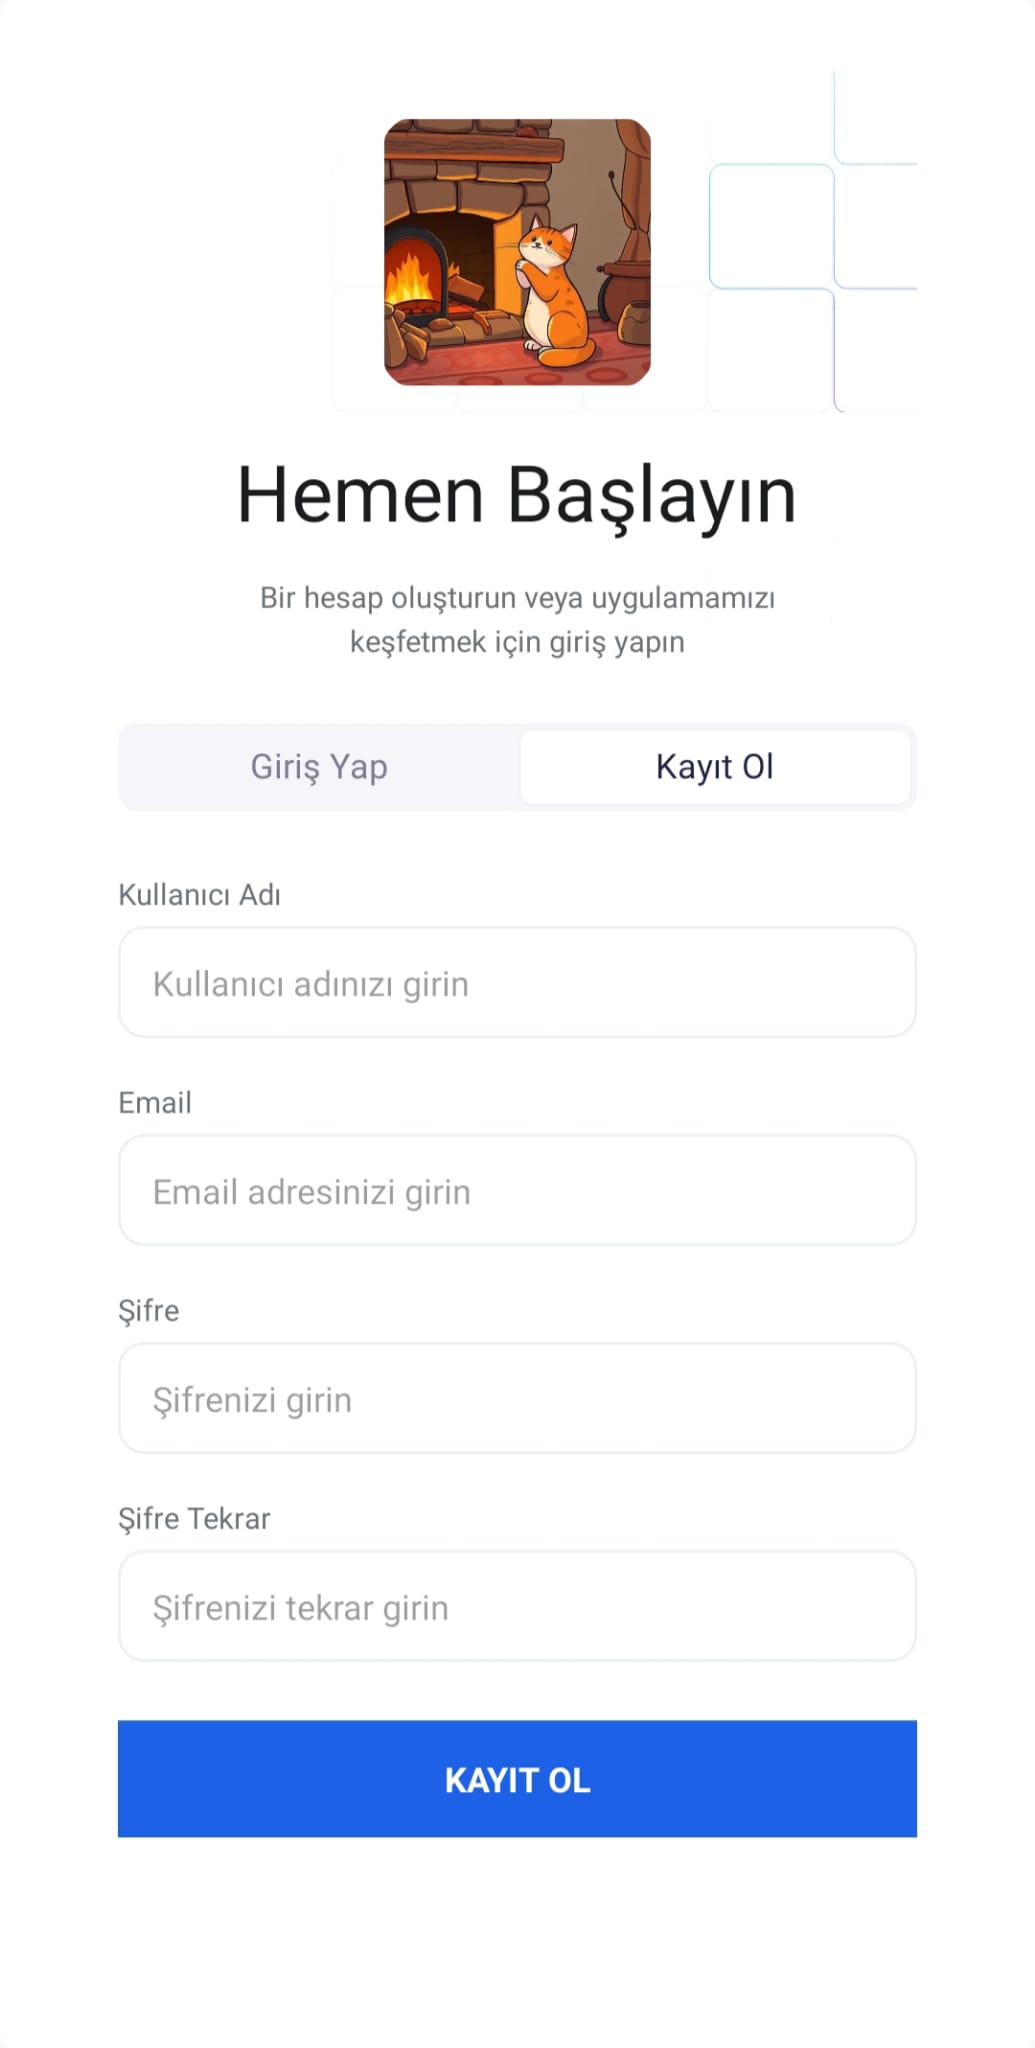 Hemen Başlayın
Bir hesap oluşturun veya uygulamamızı
keşfetmek için giriş yapın
Giriş Yap
Kayıt Ol
Kullanıcı Adı
Kullanıcı adınızı girin
Email
Email adresinizi girin
Şifre
Şifrenizi girin
Şifre Tekrar
Şifrenizi tekrar girin
KAYIT OL